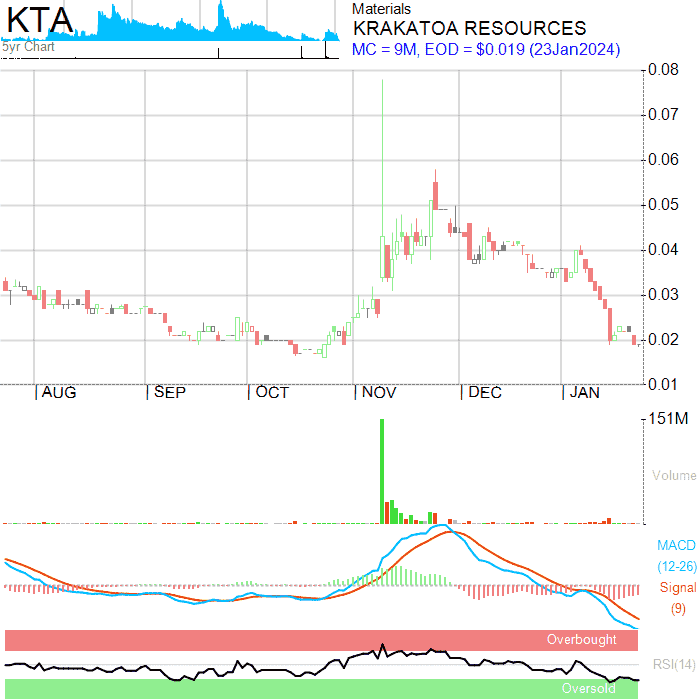 KTA
5yr Chart
Materials
KRAKATOA RESOURCES
MC = 9M, EOD = $0.019 (23Jan2024)
0.08
0.07
0.06
0.05
0.04
0.03
0.02
0.01
AUG SEP OCT NOV DEC JAN
151M
Volume
MACD
(12-26)
Signal
(9)
Overbought
RSI(14)
Oversold